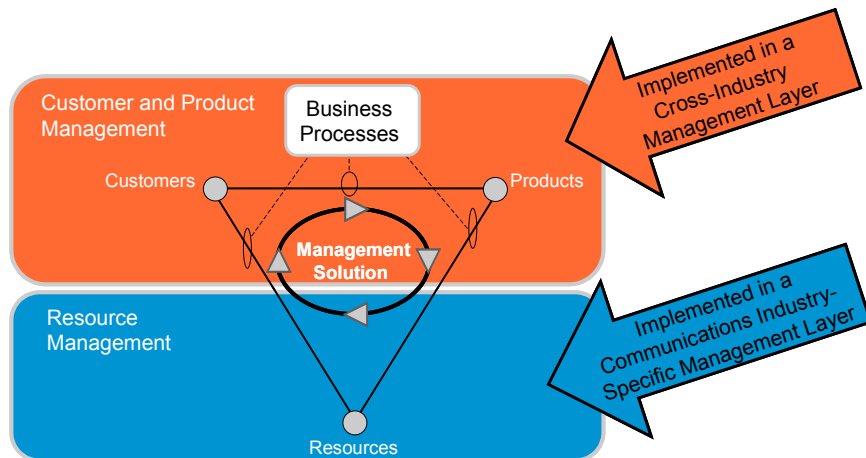 Customer and Product
Management
Business
Processes
Implemented in a
Cross-Industry
Management Layer
Customers
Products
Management
Solution
Resource
Management
Implemented in a
Communications Industry-
Specific Management Layer
Resources